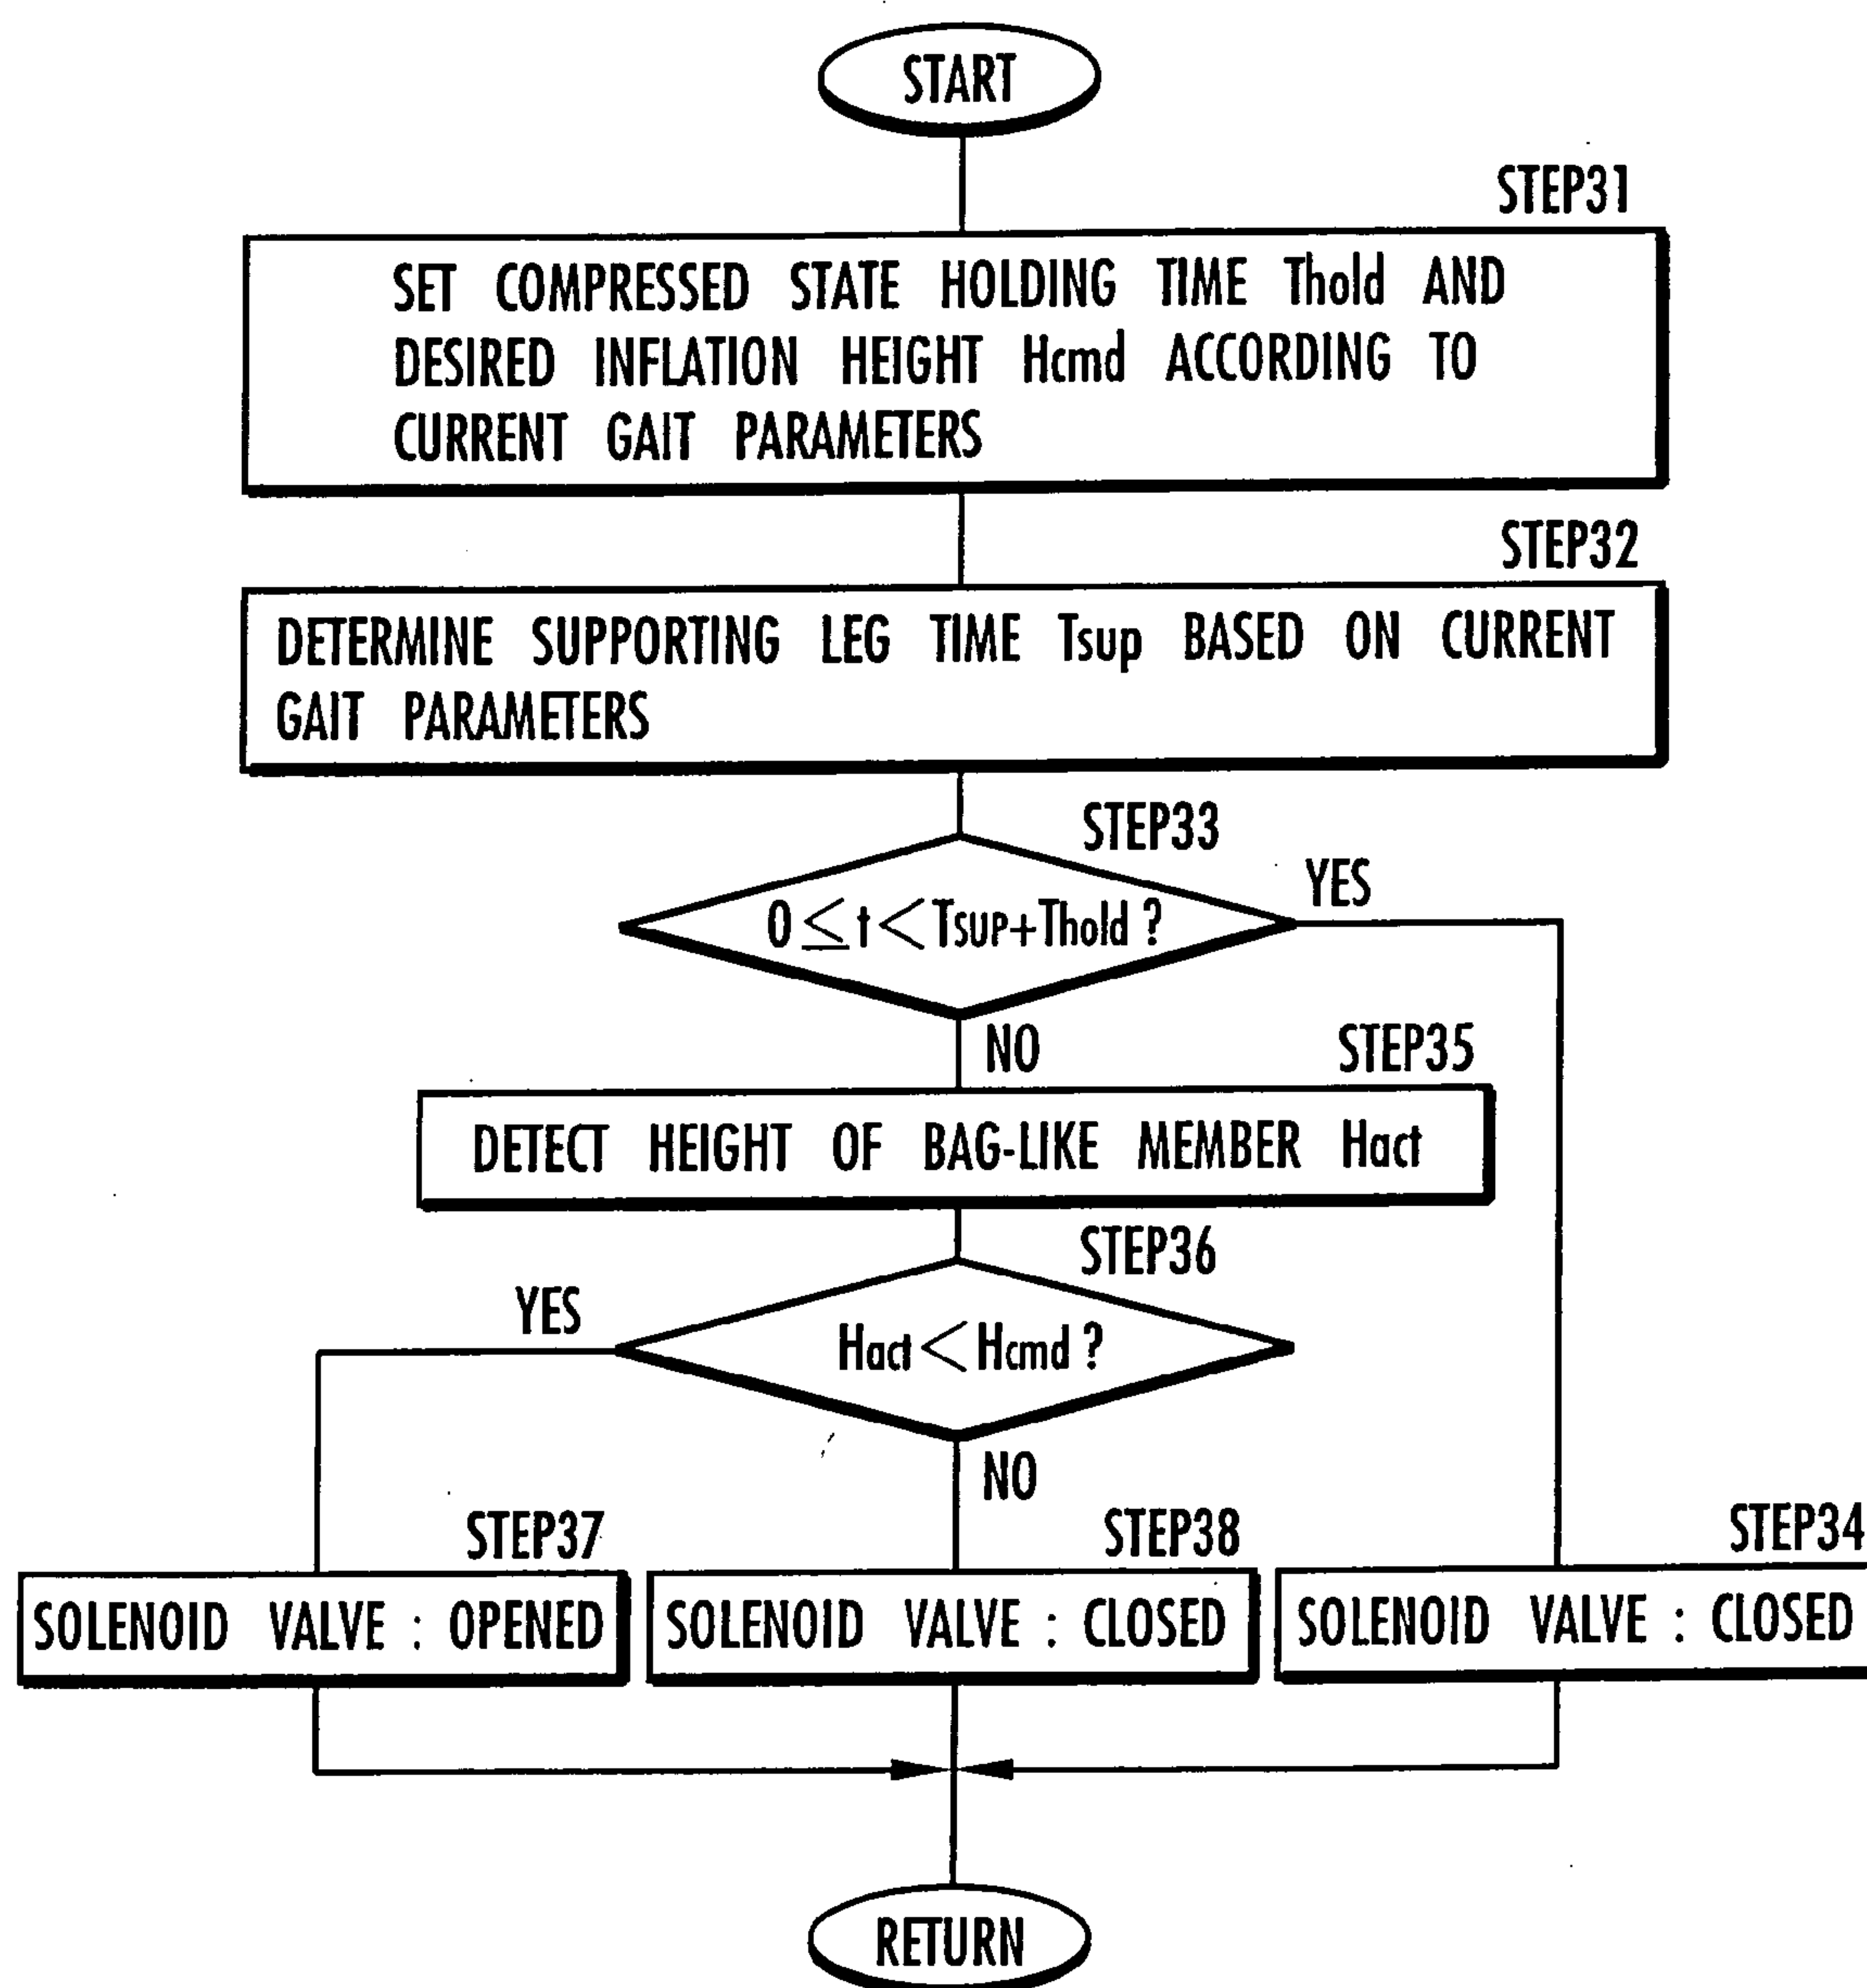 START
STEP31
SET COMPRESSED STATE HOLDING TIME Thold AND
DESIRED INFLATION HEIGHT Hcmd ACCORDING TO
CURRENT GAIT PARAMETERS
STEP32
DETERMINE SUPPORTING LEG TIME Tsup BASED ON CURRENT
GAIT PARAMETERS
STEP33
0≦t<TSUP+Thold?
YES
NO
STEP35
DETECT HEIGHT OF BAG-LIKE MEMBER Hact
STEP36
Hact<Hcmd?
YES
NO
STEP37
SOLENOID VALVE : OPENED
STEP38
SOLENOID VALVE : CLOSED
STEP34
SOLENOID VALVE : CLOSED
RETURN